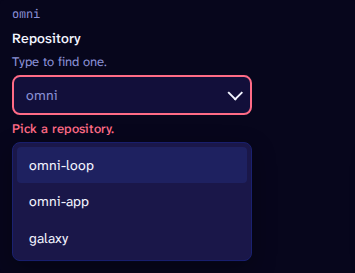 omni
Repository
Type to find one.
omni
Pick a repository.
omni-loop
omni-app
galaxy